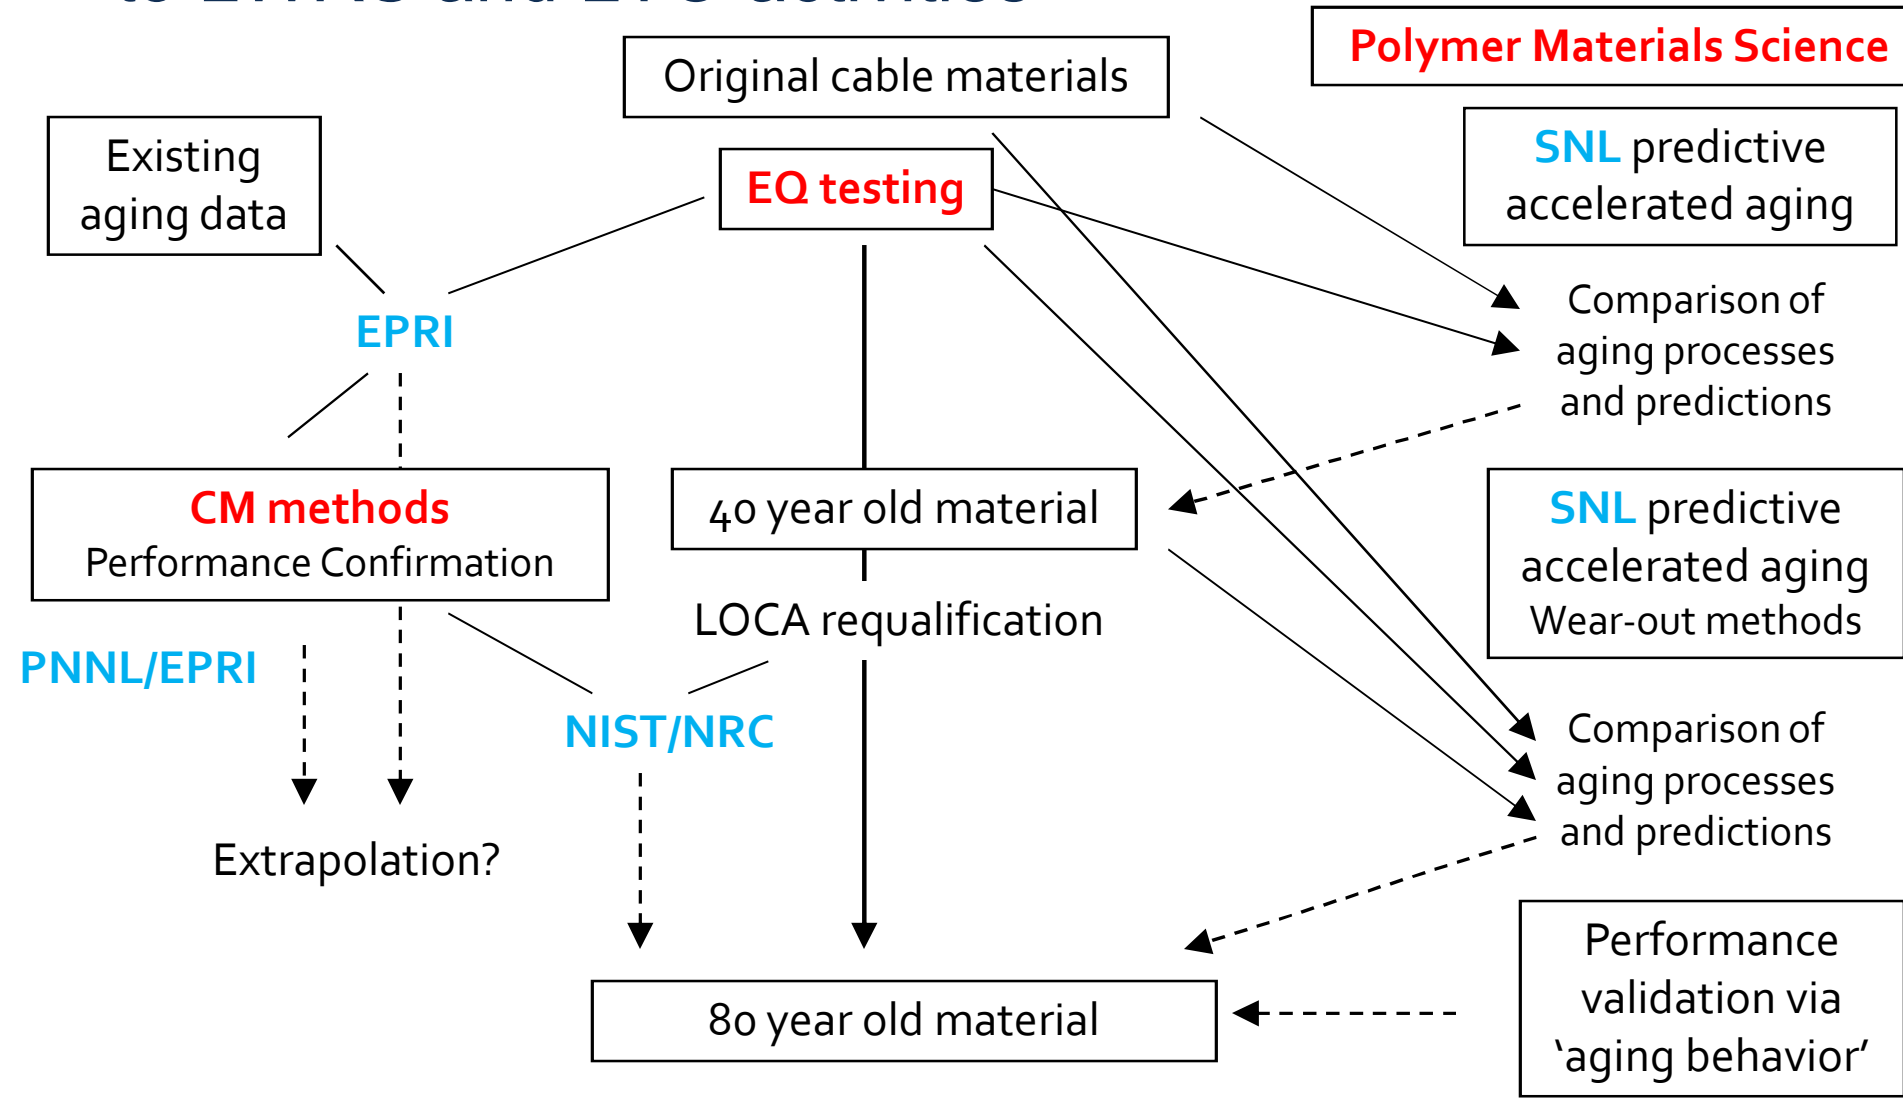 Polymer Materials Science
Original cable materials
Existing
aging data
EQ testing
SNL predictive
accelerated aging
EPRI
Comparison of
aging processes
and predictions
CM methods
Performance Confirmation
40 year old material
SNL predictive
accelerated aging
Wear-out methods
LOCA requalification
PNNL/EPRI
NIST/NRC
Comparison of
aging processes
and predictions
Extrapolation?
80 year old material
Performance
validation via
‘aging behavior’